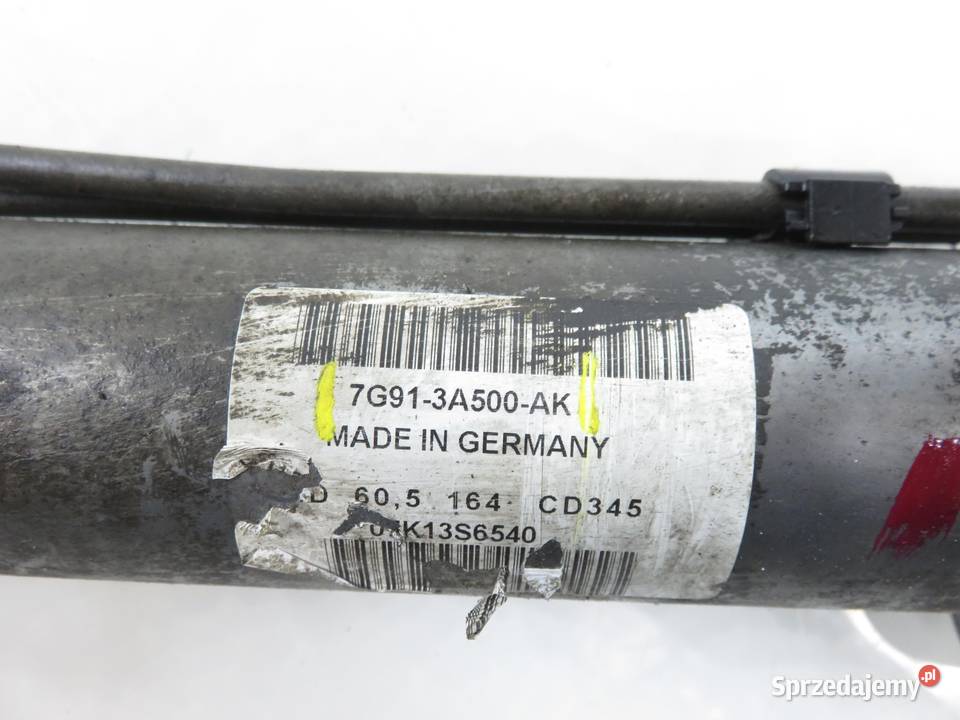 7G91-3A500-AK
MADE IN GERMANY
D 60,5 164 CD345
K13S6540
Sprzedajemy.pl